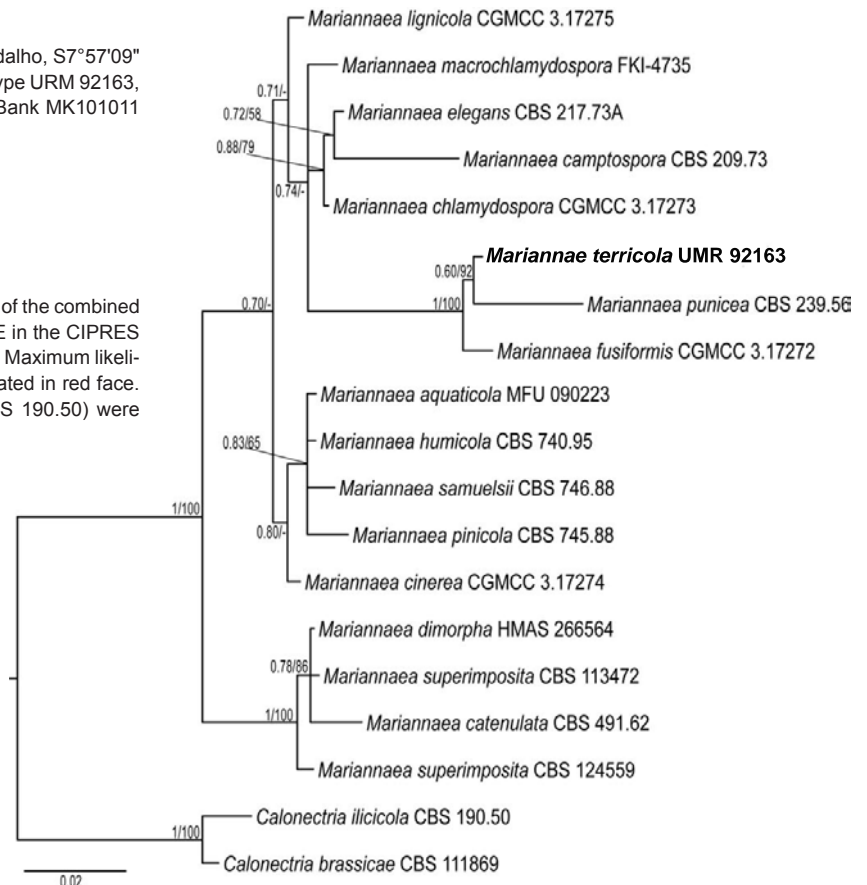 dalho, S7°57'09"
ype URM 92163,
Bank MK101011
of the combined
E in the CIPRES
Maximum likeli-
ated in red face.
S 190.50) were
Mariannaea lignicola CGMCC 3.17275
Mariannaea macrochlamydospora FKI-4735
0.71/-
0.72/58
Mariannaea elegans CBS 217.73A
0.88/79
Mariannaea camptospora CBS 209.73
0.74/-
Mariannaea chlamydospora CGMCC 3.17273
Mariannae terricola UMR 92163
0.60/92
0.70/-
1/100
Mariannaea punicea CBS 239.56
Mariannaea fusiformis CGMCC 3.17272
Mariannaea aquaticola MFU 090223
0.83/65
Mariannaea humicola CBS 740.95
Mariannaea samuelsii CBS 746.88
1/100
0.80/-
Mariannaea pinicola CBS 745.88
Mariannaea cinerea CGMCC 3.17274
Mariannaea dimorpha HMAS 266564
0.78/86
Mariannaea superimposita CBS 113472
1/100
Mariannaea catenulata CBS 491.62
Mariannaea superimposita CBS 124559
Calonectria ilicicola CBS 190.50
1/100
Calonectria brassicae CBS 111869
0.02